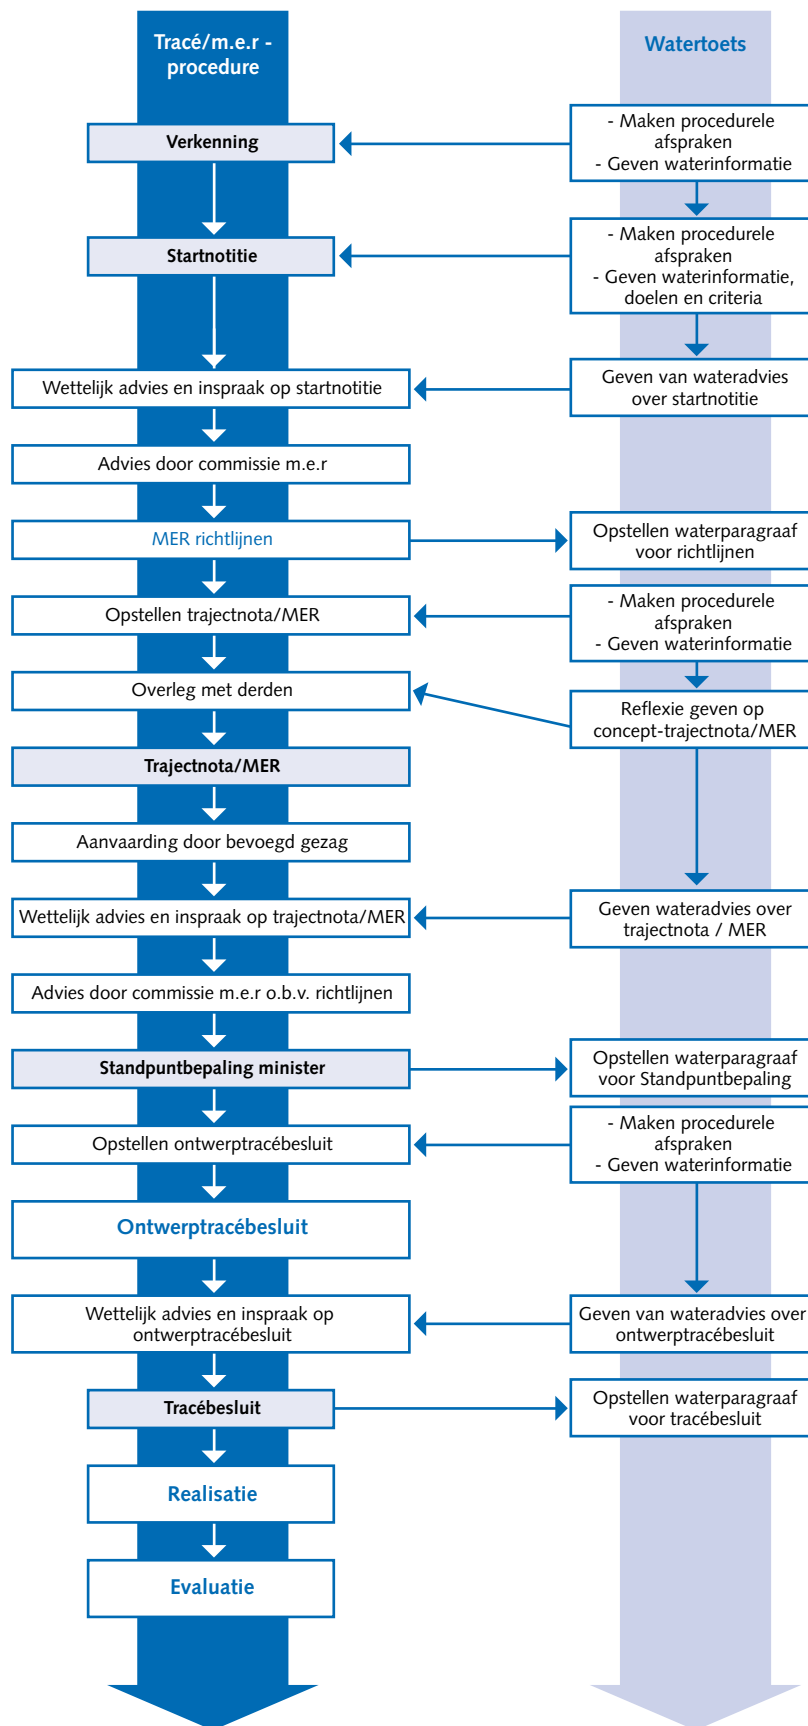 Tracé/m.e.r -
procedure
Watertoets
Verkenning
- Maken procedurele
afspraken
- Geven waterinformatie
Startnotitie
- Maken procedurele
afspraken
- Geven waterinformatie,
doelen en criteria
Wettelijk advies en inspraak op startnotitie
Geven van wateradvies
over startnotitie
Advies door commissie m.e.r
MER richtlijnen
Opstellen waterparagraaf
voor richtlijnen
Opstellen trajectnota/MER
- Maken procedurele
afspraken
- Geven waterinformatie
Overleg met derden
Reflexie geven op
concept-trajectnota/MER
Trajectnota/MER
Aanvaarding door bevoegd gezag
Wettelijk advies en inspraak op trajectnota/MER
Geven wateradvies over
trajectnota / MER
Advies door commissie m.e.r o.b.v. richtlijnen
Standpuntbepaling minister
Opstellen waterparagraaf
voor Standpuntbepaling
Opstellen ontwerptracébesluit
- Maken procedurele
afspraken
- Geven waterinformatie
Ontwerptracébesluit
Wettelijk advies en inspraak op
ontwerptracébesluit
Geven van wateradvies over
ontwerptracébesluit
Tracébesluit
Opstellen waterparagraaf
voor tracébesluit
Realisatie
Evaluatie